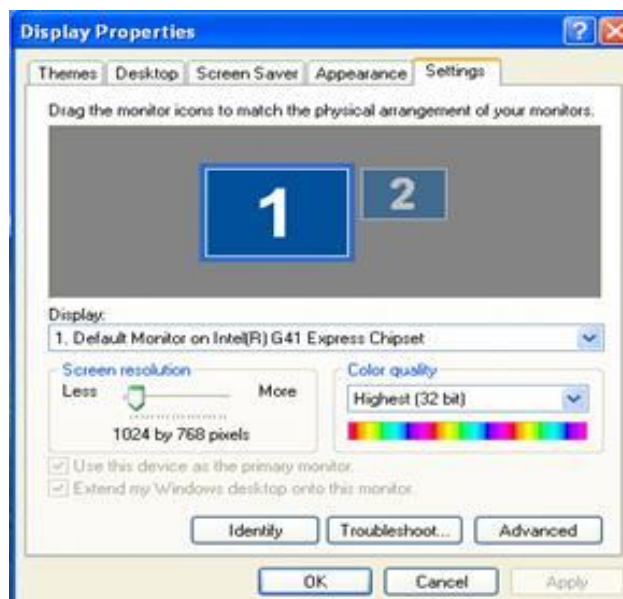 Display Properties
Themes Desktop Screen Saver Appearance Settings
Drag the monitor icons to match the physical arrangement of your monitors.
1 2
Display:
1. Default Monitor on Intel(R) G41 Express Chipset
Screen resolution Color quality
Less More Highest (32 bit)
1024 by 768 pixels
Use this device as the primary monitor.
Extend my Windows desktop onto this monitor.
Identify Troubleshoot... Advanced
OK Cancel Apply